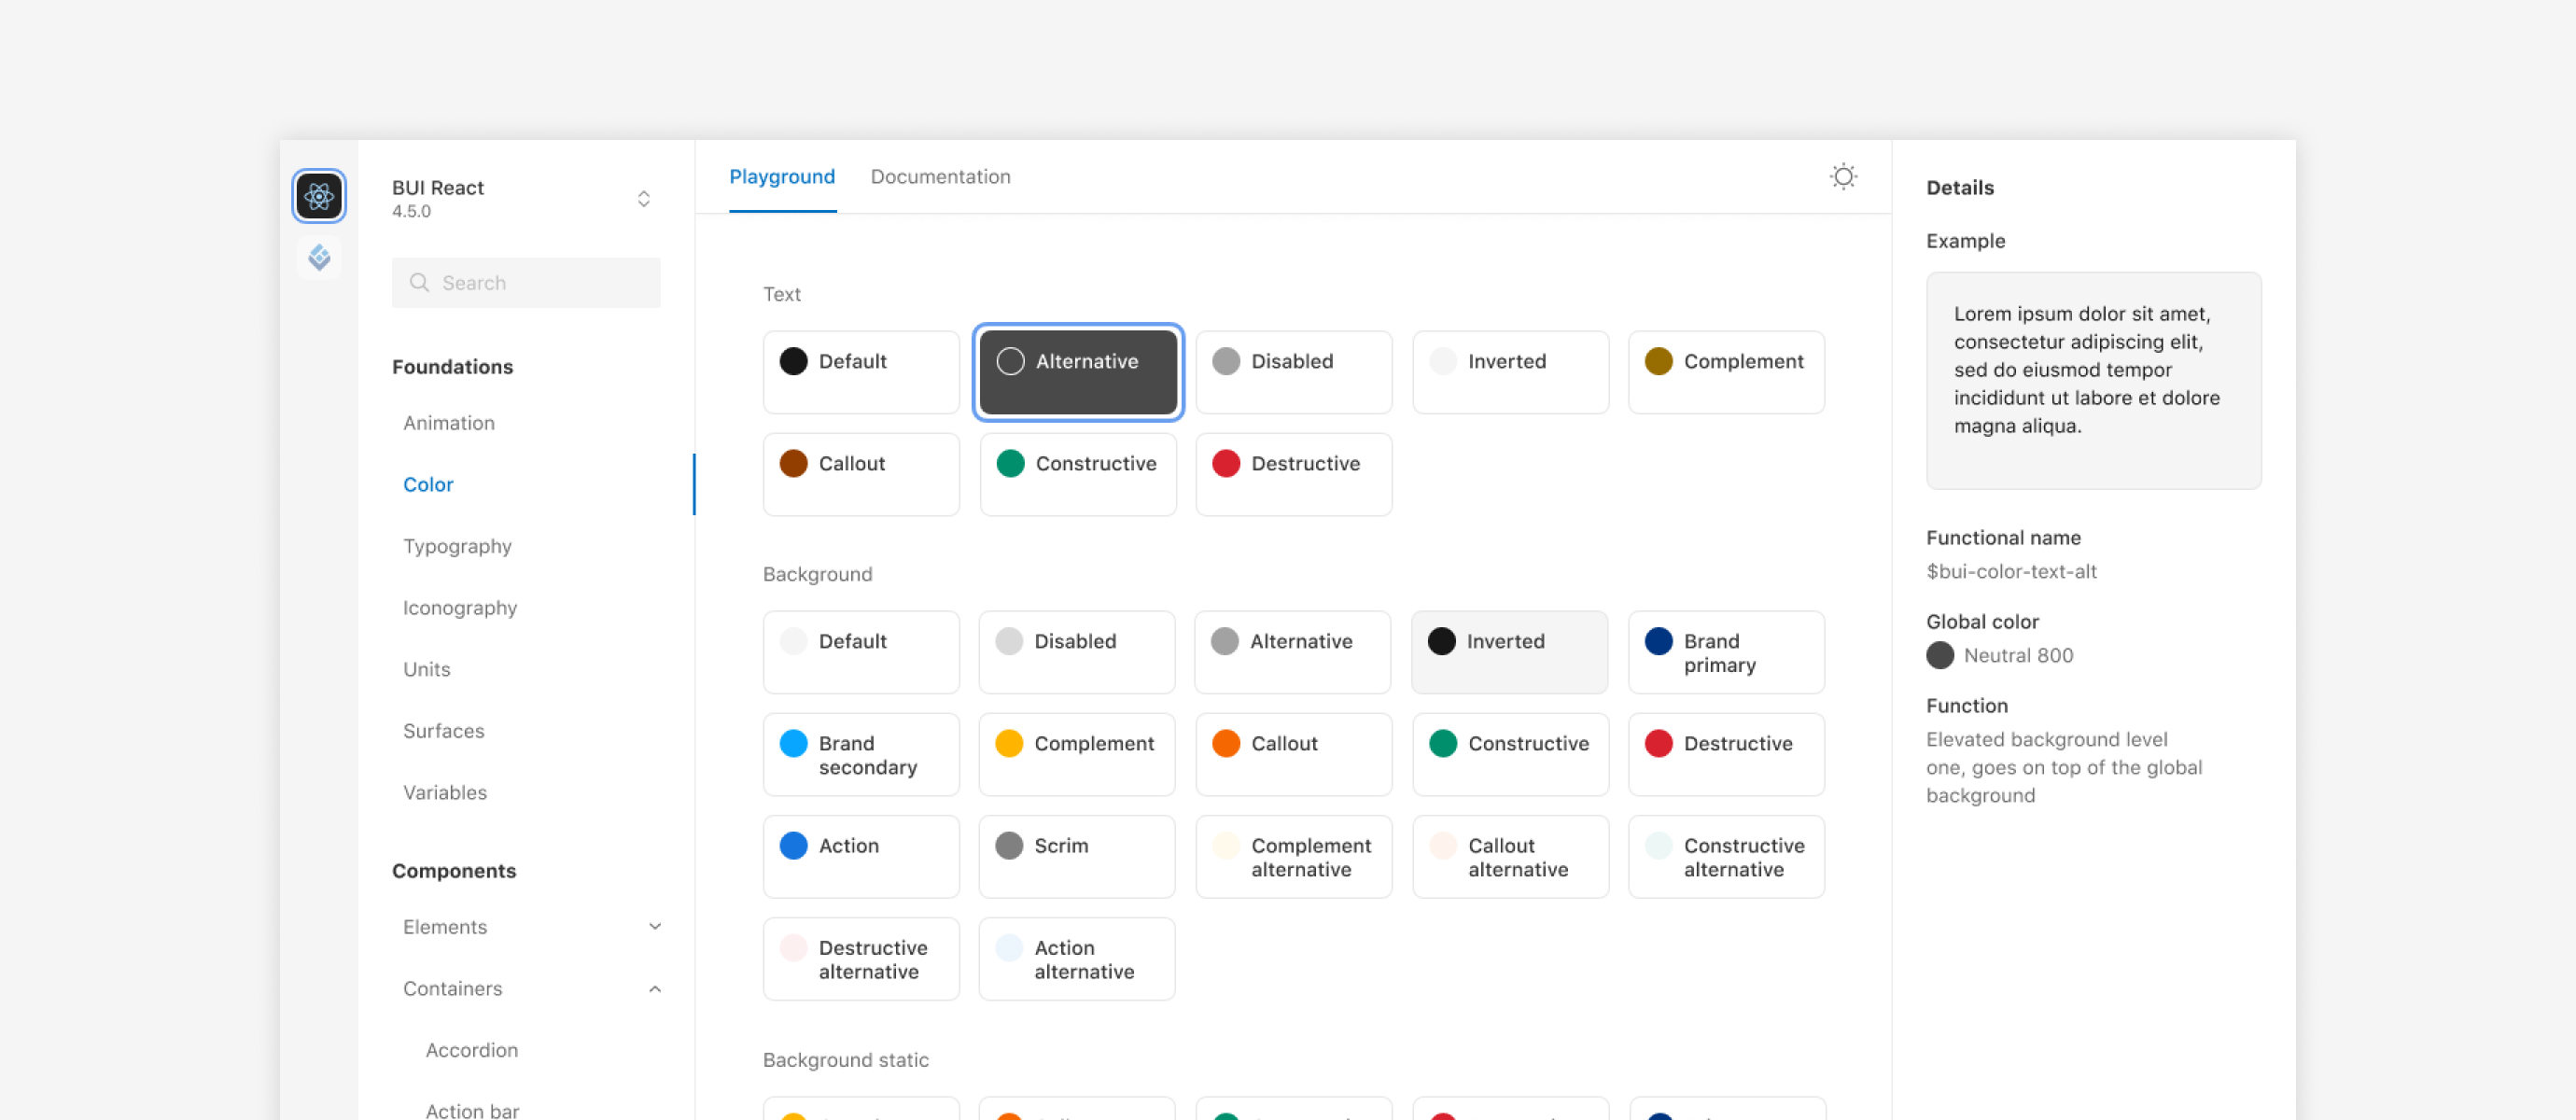 BUI React
4.5.0
Search
Foundations
Animation
Color
Typography
Iconography
Units
Surfaces
Variables
Components
Elements
Containers
Accordion
Action bar
Playground
Documentation
Text
Default
Alternative
Disabled
Inverted
Complement
Callout
Constructive
Destructive
Background
Default
Disabled
Alternative
Inverted
Brand
primary
Brand
secondary
Complement
Callout
Constructive
Destructive
Action
Scrim
Complement
alternative
Callout
alternative
Constructive
alternative
Destructive
alternative
Action
alternative
Background static
Details
Example
Lorem ipsum dolor sit amet,
consectetur adipiscing elit,
sed do eiusmod tempor
incididunt ut labore et dolore
magna aliqua.
Functional name
$bui-color-text-alt
Global color
Neutral 800
Function
Elevated background level
one, goes on top of the global
background